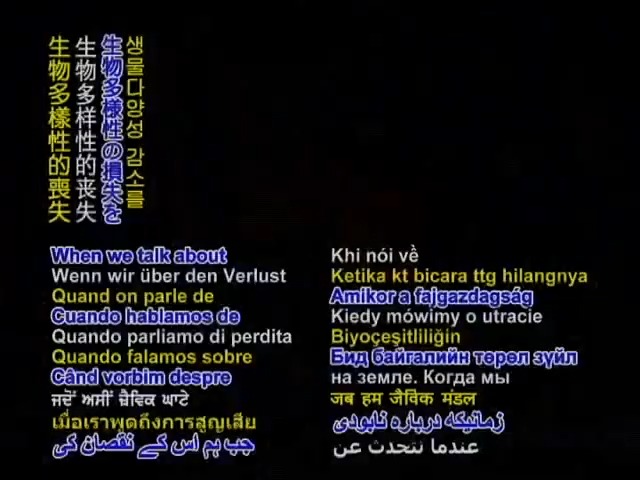 生物多樣性的喪失
生物多样性的丧失
生物多様性の損失を
생물다양성 감소를
When we talk about
Wenn wir über den Verlust
Quand on parle de
Cuando hablamos de
Quando parliamo di perdita
Quando falamos sobre
Când vorbim despre
ਜਦੋਂ ਅਸੀਂ ਜ਼ੈਵਿਕ ਘਾਟੇ
เมื่อเราพูดถึงการสูญเสีย
جب ہم اس کے نقصان کی
Khi nói về
Ketika kt bicara ttg hilangnya
Amikor a fajgazdagság
Kiedy mówimy o utracie
Biyoçeşitliliğin
Бид байгалийн төрөл зүйл
на земле. Когда мы
जब हम जैविक मंडल
زمانیکه درباره نابودی
عندما نتحدث عن